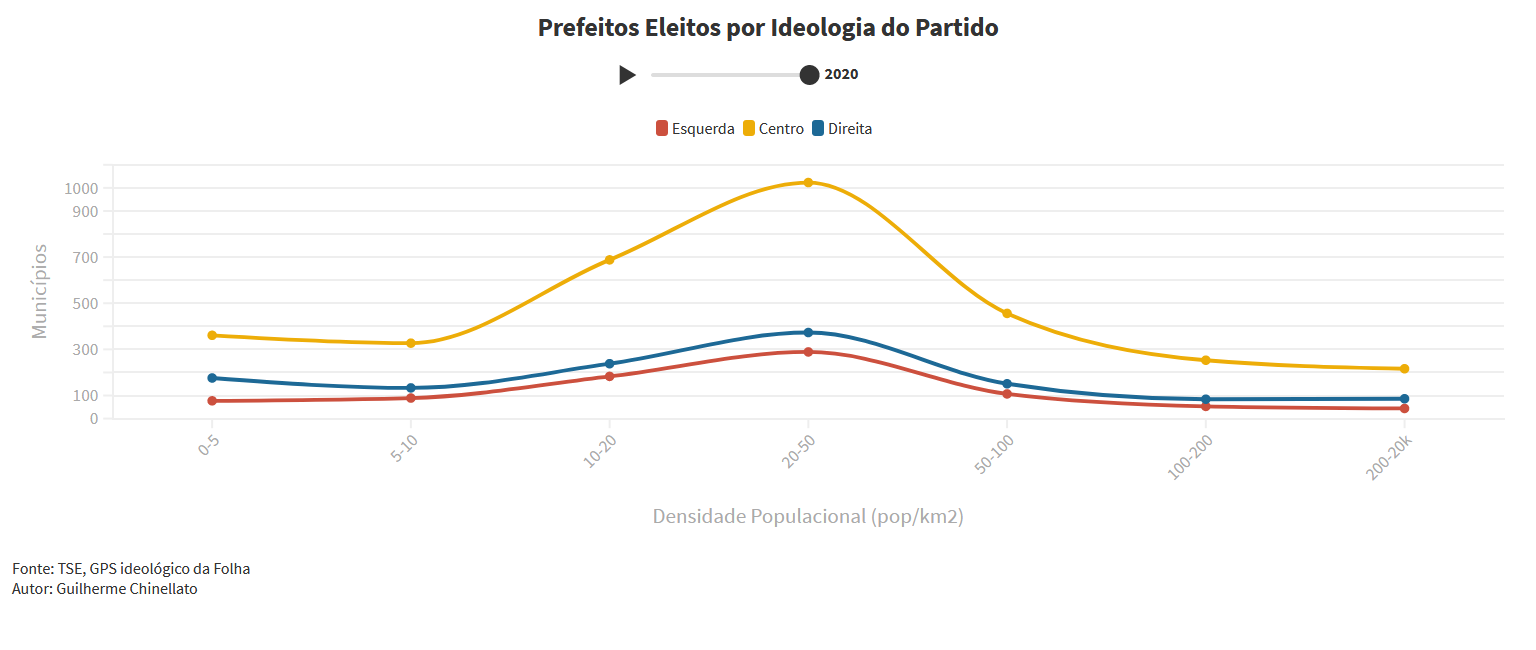 Prefeitos Eleitos por Ideologia do Partido
2020
Esquerda Centro Direita
1000
900
700
500
300
100
0
Municípios
0-5
5-10
10-20
20-50
50-100
100-200
200-20k
Densidade Populacional (pop/km2)
Fonte: TSE, GPS ideológico da Folha
Autor: Guilherme Chinellato